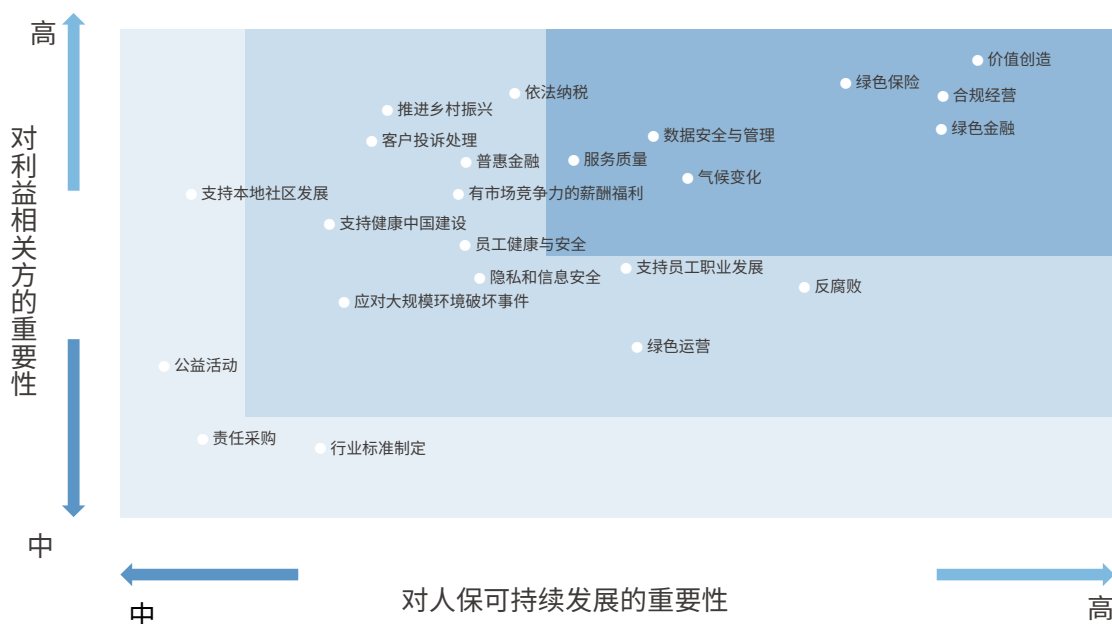 高
对利益相关方的重要性
中
价值创造
绿色保险
合规经营
依法纳税
推进乡村振兴
绿色金融
数据安全与管理
客户投诉处理
服务质量
普惠金融
气候变化
支持本地社区发展
有市场竞争力的薪酬福利
支持健康中国建设
员工健康与安全
支持员工职业发展
隐私和信息安全
反腐败
应对大规模环境破坏事件
绿色运营
公益活动
责任采购
行业标准制定
中
对人保可持续发展的重要性
高